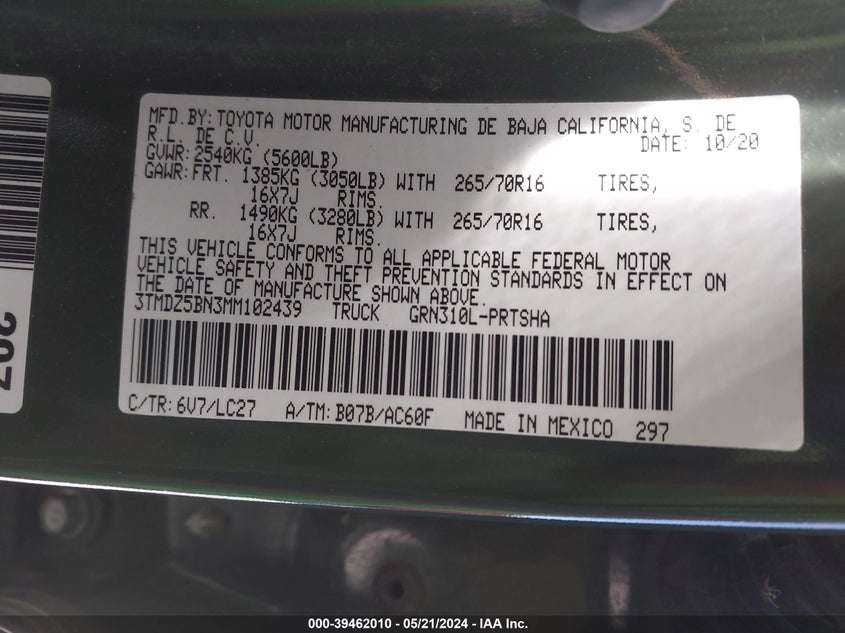 MFD.BY: TOYOTA MOTOR MANUFACTURING DE BAJA CALIFORNIA, S. DE
R.L. DE C.V. DATE: 10/20
GVWR: 2540KG (5600LB)
GAWR: FRT. 1385KG (3050LB) WITH 265/70R16 TIRES,
16X7J RIMS.
RR. 1490KG (3280LB) WITH 265/70R16 TIRES,
16X7J RIMS.
THIS VEHICLE CONFORMS TO ALL APPLICABLE FEDERAL MOTOR
VEHICLE SAFETY AND THEFT PREVENTION STANDARDS IN EFFECT ON
THE DATE OF MANUFACTURE SHOWN ABOVE.
3TMDZ5BN3MM102439 TRUCK GRN310L-PRTSHA
C/TR: 6V7/LC27 A/TM: B07B/AC60F MADE IN MEXICO 297
000-39462010 - 05/21/2024 - IAA Inc.